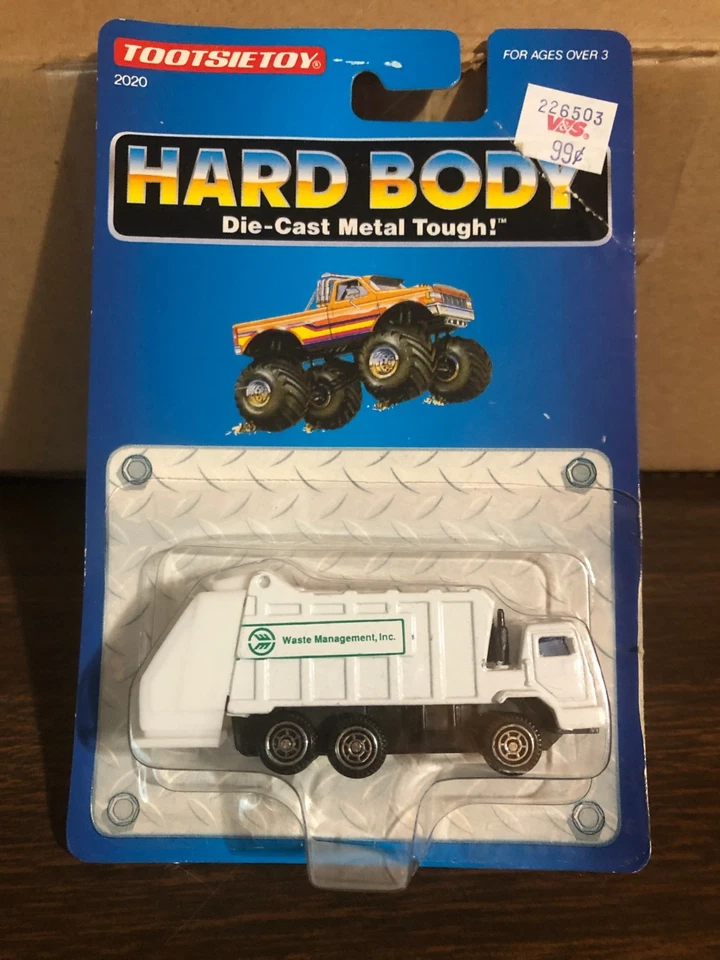 TOOTSIETOY®
2020
FOR AGES OVER 3
226503
V&S®
99¢
HARD BODY
Die-Cast Metal Tough!™
Waste Management, Inc.